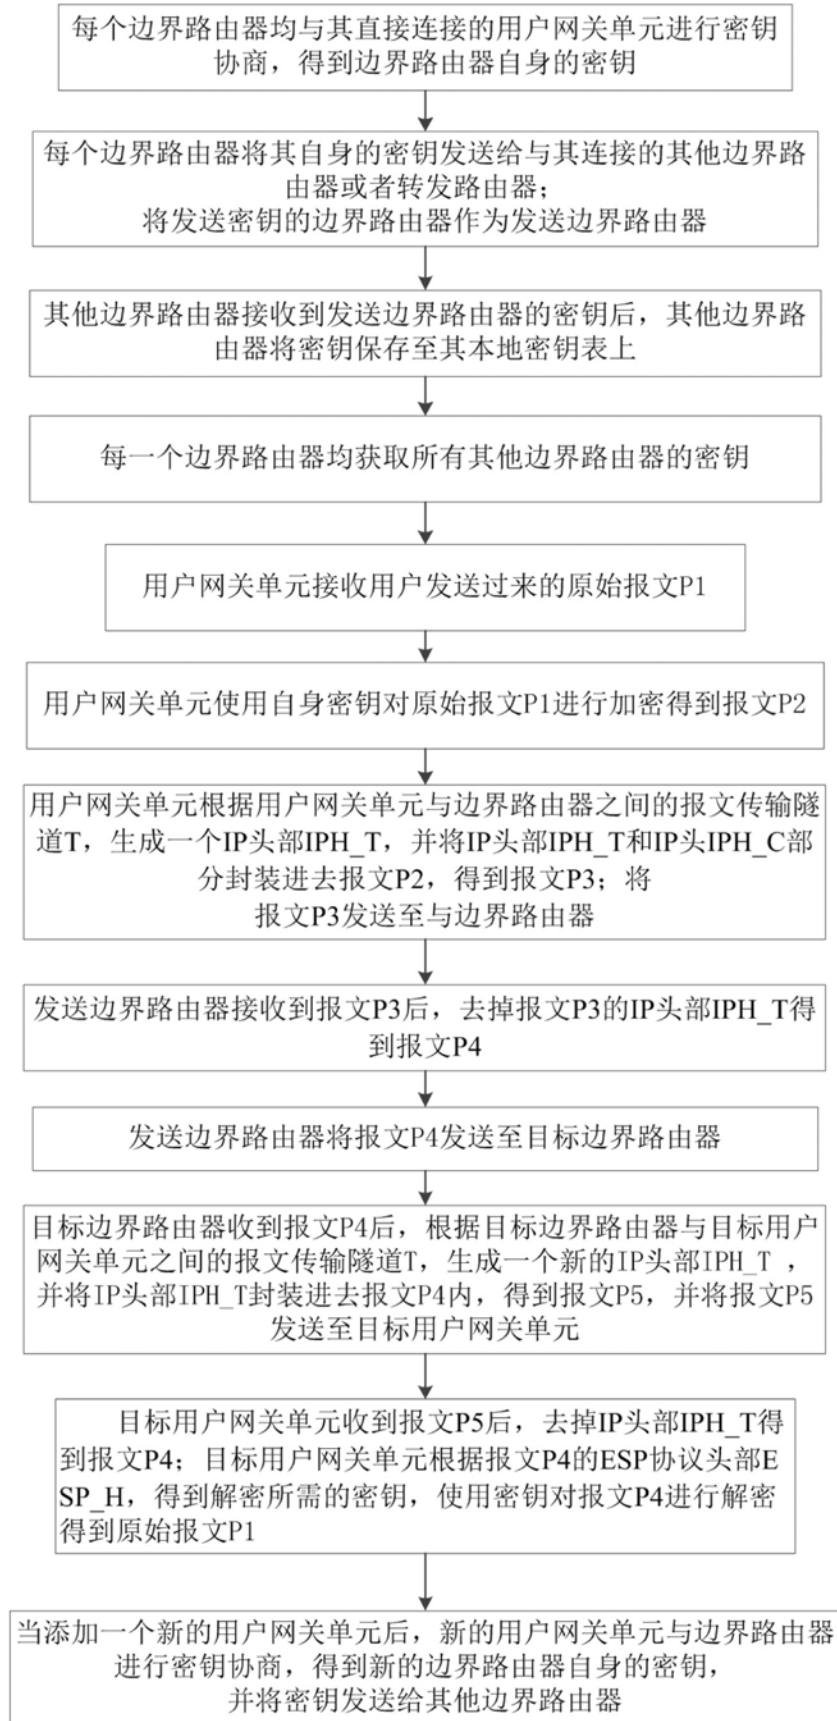 每个边界路由器均与其直接连接的用户网关单元进行密钥
协商，得到边界路由器自身的密钥
每个边界路由器将其自身的密钥发送给与其连接的其他边界路
由器或者转发路由器；
将发送密钥的边界路由器作为发送边界路由器
其他边界路由器接收到发送边界路由器的密钥后，其他边界路
由器将密钥保存至其本地密钥表上
每一个边界路由器均获取所有其他边界路由器的密钥
用户网关单元接收用户发送过来的原始报文P1
用户网关单元使用自身密钥对原始报文P1进行加密得到报文P2
用户网关单元根据用户网关单元与边界路由器之间的报文传输隧
道T，生成一个IP头部IPH_T，并将IP头部IPH_T和IP头IPH_C部
分封装进去报文P2，得到报文P3；将
报文P3发送至与边界路由器
发送边界路由器接收到报文P3后，去掉报文P3的IP头部IPH_T得
到报文P4
发送边界路由器将报文P4发送至目标边界路由器
目标边界路由器收到报文P4后，根据目标边界路由器与目标用户
网关单元之间的报文传输隧道T，生成一个新的IP头部IPH_T ，
并将IP头部IPH_T封装进去报文P4内，得到报文P5，并将报文P5
发送至目标用户网关单元
目标用户网关单元收到报文P5后，去掉IP头部IPH_T得
到报文P4；目标用户网关单元根据报文P4的ESP协议头部E
SP_H，得到解密所需的密钥，使用密钥对报文P4进行解密
得到原始报文P1
当添加一个新的用户网关单元后，新的用户网关单元与边界路由器
进行密钥协商，得到新的边界路由器自身的密钥，
并将密钥发送给其他边界路由器